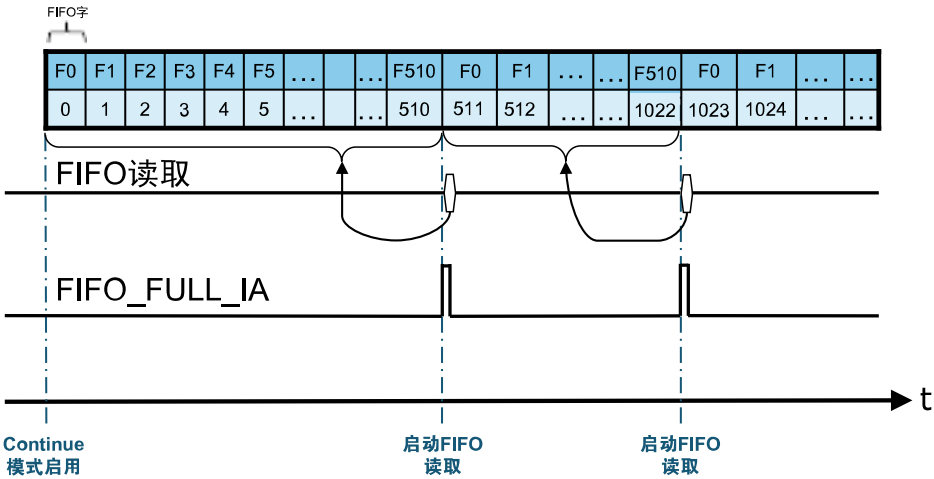 FIFO字
F0 F1 F2 F3 F4 F5 ... ... F510 F0 F1 ... ... F510 F0 F1 ... ...
0 1 2 3 4 5 ... ... 510 511 512 ... ... 1022 1023 1024 ... ...
FIFO读取
FIFO_FULL_IA
t
Continue
模式启用
启动FIFO
读取
启动FIFO
读取